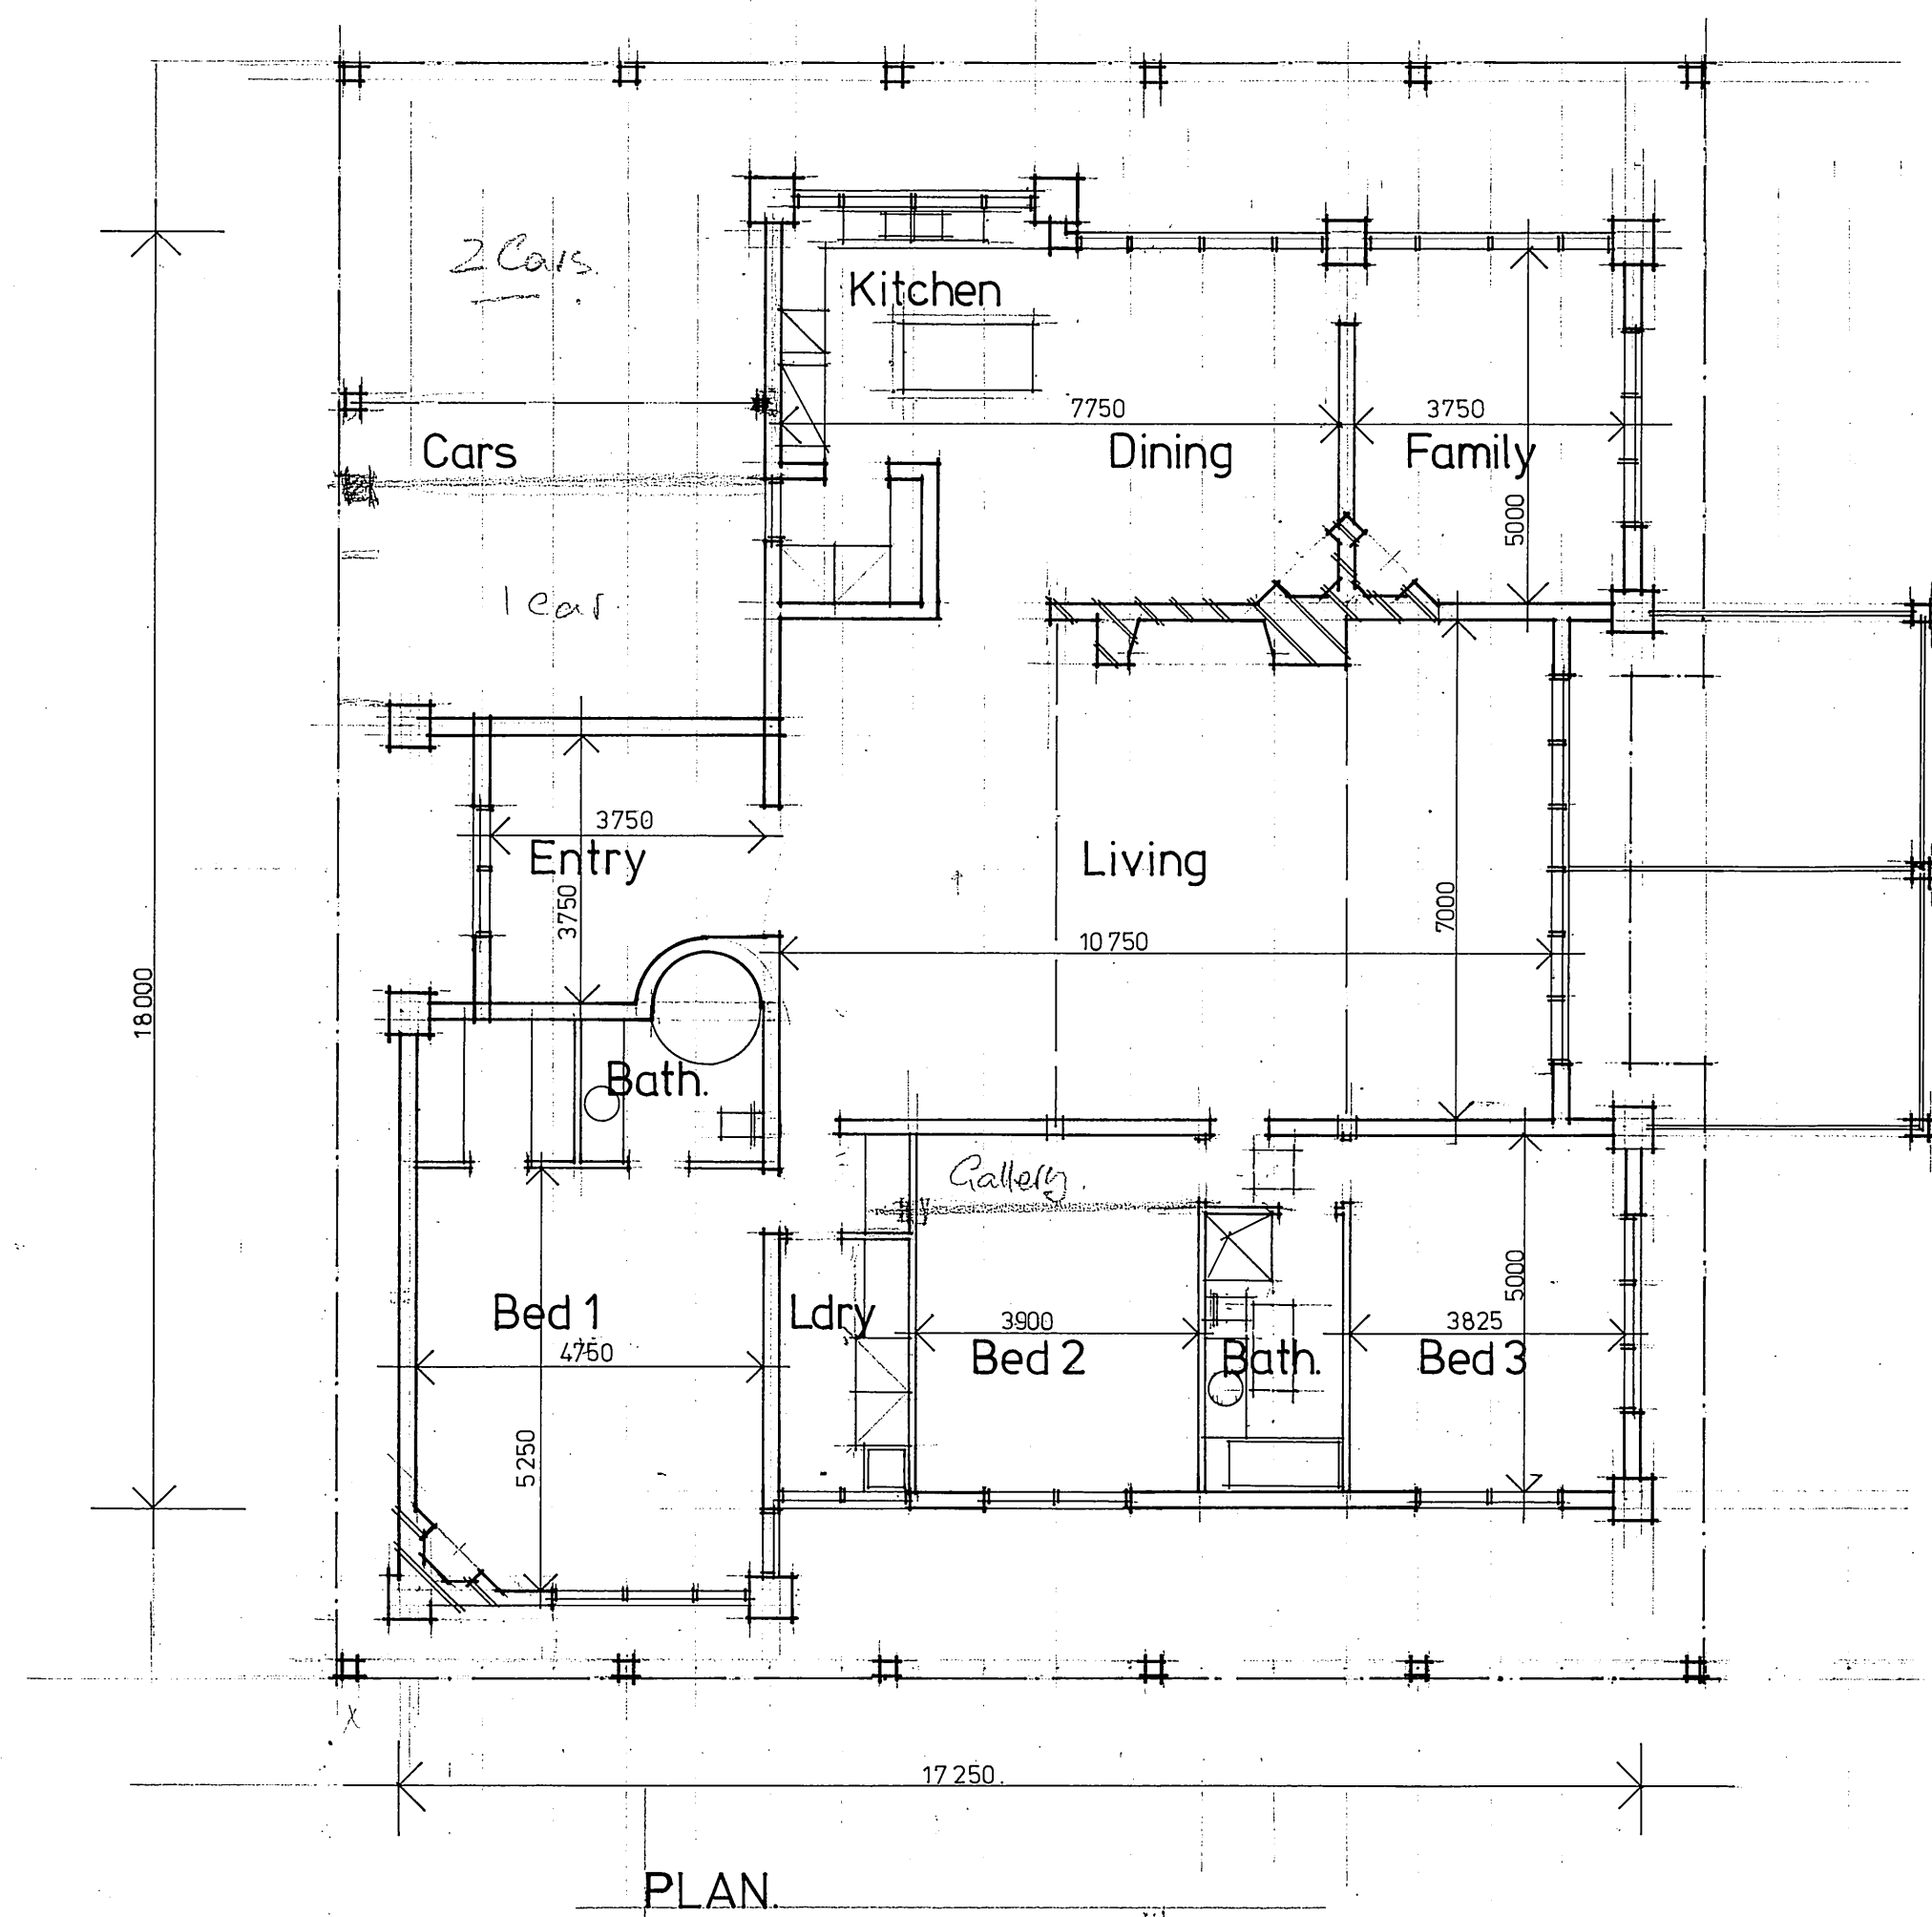 2 Cars.
Kitchen
7750
3750
Cars
Dining
Family
5000
1 car.
3750
Entry
Living
3750
7000
10 750
18 000
Bath.
Gallery.
5000
Bed 1
Ldry
3900
3825
4750
Bed 2
Bath.
Bed 3
5 250
X
17 250.
PLAN.